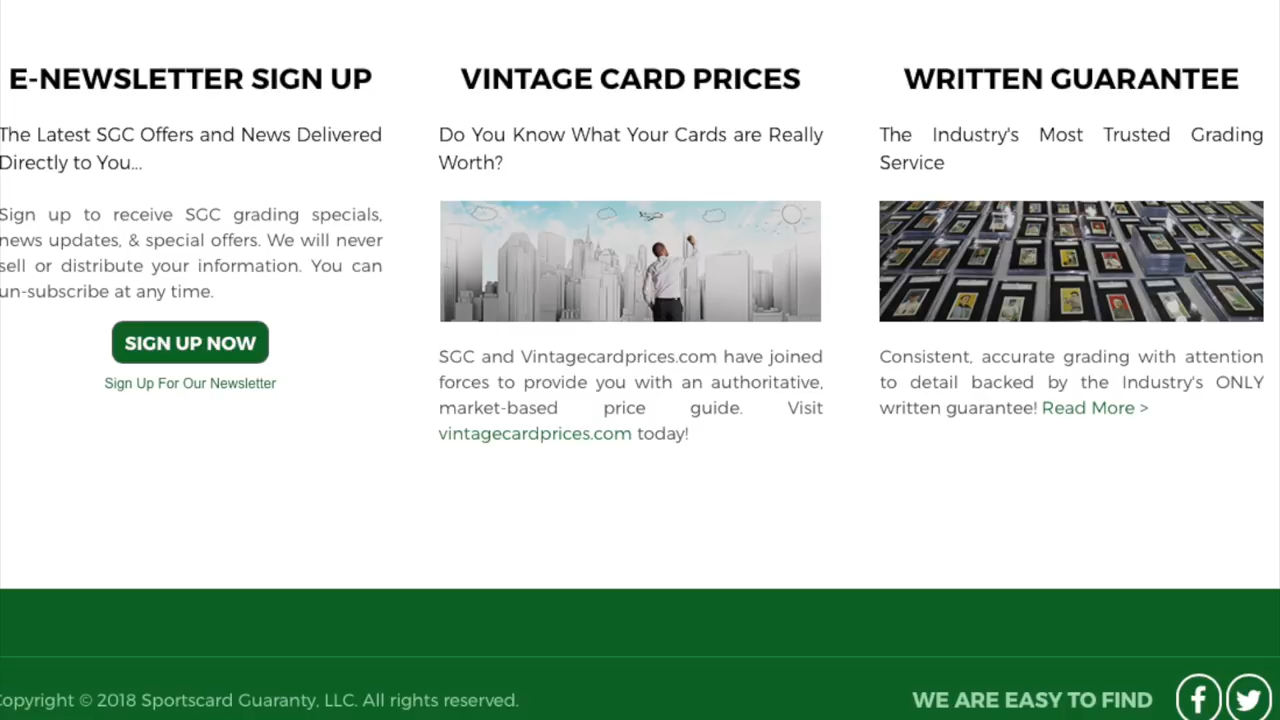 E-NEWSLETTER SIGN UP
The Latest SGC Offers and News Delivered
Directly to You...
Sign up to receive SGC grading specials,
news updates, & special offers. We will never
sell or distribute your information. You can
un-subscribe at any time.
SIGN UP NOW
Sign Up For Our Newsletter
VINTAGE CARD PRICES
Do You Know What Your Cards are Really
Worth?
SGC and Vintagecardprices.com have joined
forces to provide you with an authoritative,
market-based price guide. Visit
vintagecardprices.com today!
WRITTEN GUARANTEE
The Industry's Most Trusted Grading
Service
Consistent, accurate grading with attention
to detail backed by the Industry's ONLY
written guarantee! Read More >
Copyright © 2018 Sportscard Guaranty, LLC. All rights reserved.
WE ARE EASY TO FIND